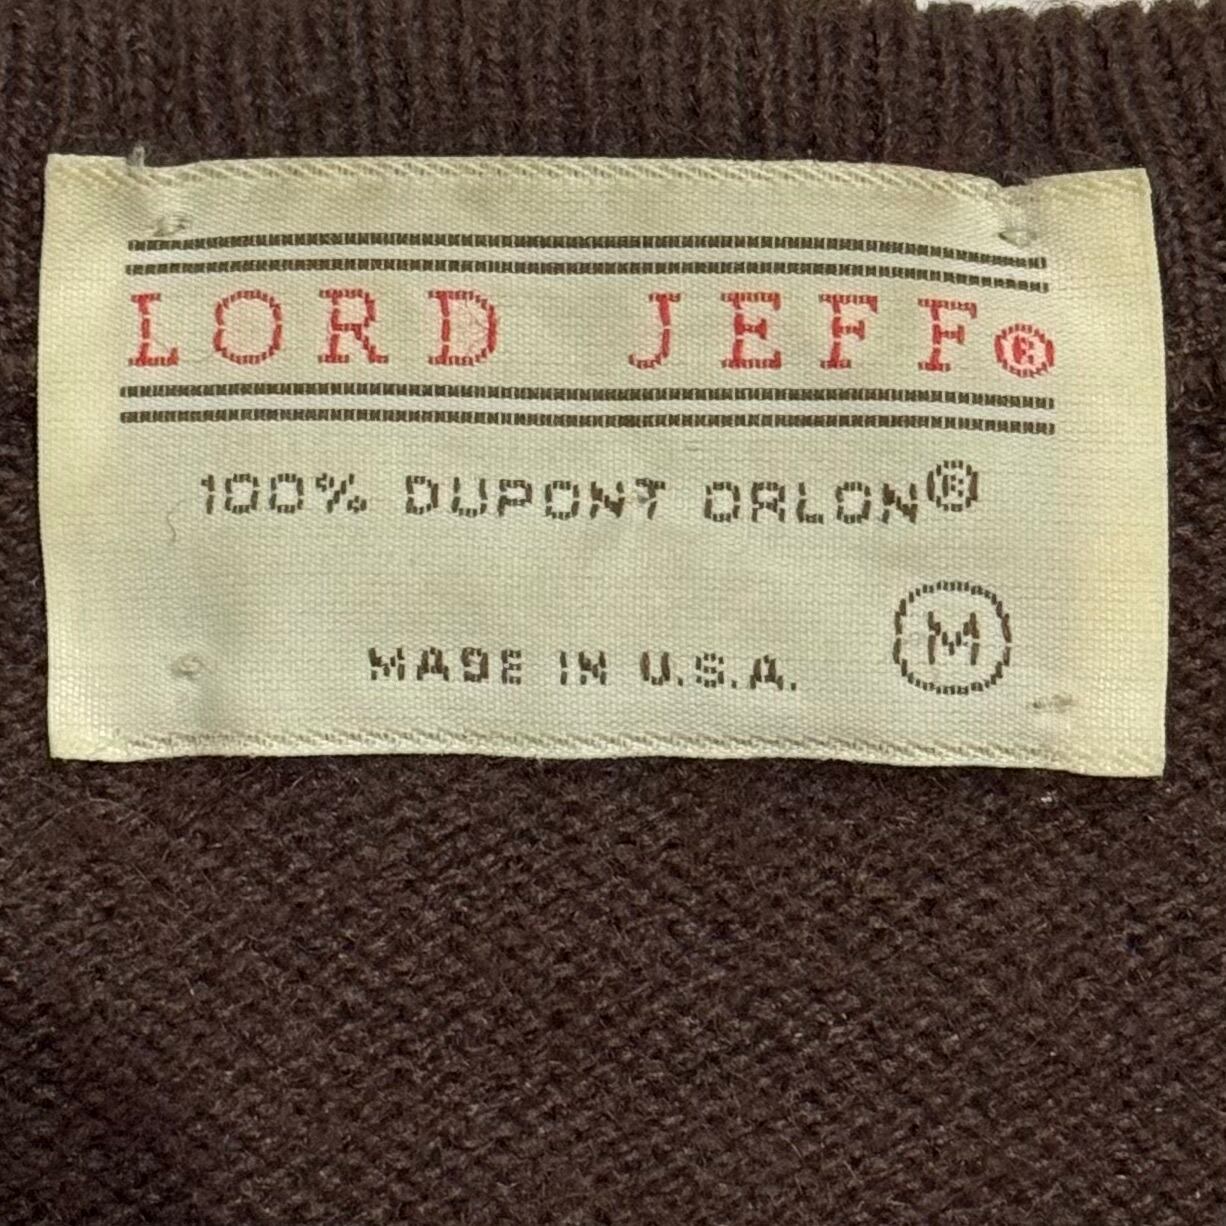 LORD JEFF®
100% DUPONT ORLON®
M
MADE IN U.S.A.